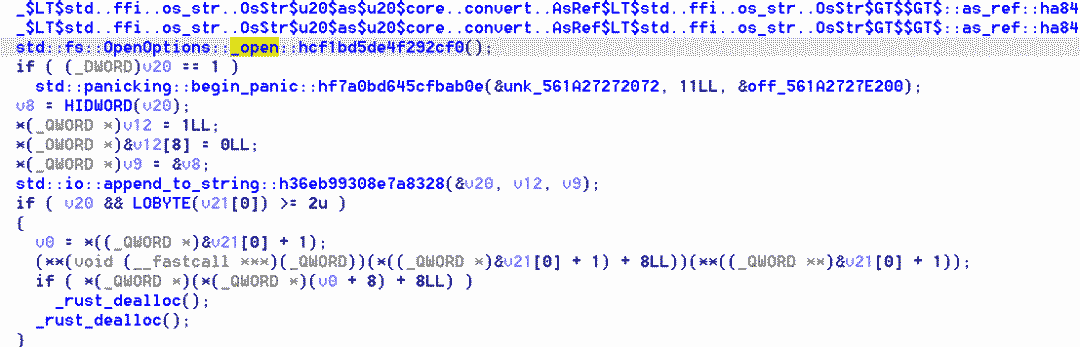 _$LT$std..ffi..os_str..OsStr$u20$as$u20$core..convert..AsRef$LT$std..ffi..os_str..OsStr$GT$$GT$::as_ref::ha84
_$LT$std..ffi..os_str..OsStr$u20$as$u20$core..convert..AsRef$LT$std..ffi..os_str..OsStr$GT$$GT$::as_ref::ha84
std::fs::OpenOptions::_open::hcf1bd5de4f292cf0();
if ( (_DWORD)v20 == 1 )
std::panicking::begin_panic::hf7a0bd645cfbab0e(&unk_561A27272072, 11LL, &off_561A2727E200);
v8 = HIDWORD(v20);
*(_QWORD *)v12 = 1LL;
*(_OWORD *)&v12[8] = 0LL;
*(_QWORD *)v9 = &v8;
std::io::append_to_string::h36eb99308e7a8328(&v20, v12, v9);
if ( v20 && LOBYTE(v21[0]) >= 2u )
{
v0 = *((_QWORD *)&v21[0] + 1);
(**(void (__fastcall ***)(_QWORD))(*((_QWORD *)&v21[0] + 1) + 8LL))(**((_QWORD **)&v21[0] + 1));
if ( *(_QWORD *)(*(_QWORD *)(v0 + 8) + 8LL) )
_rust_dealloc();
_rust_dealloc();
}